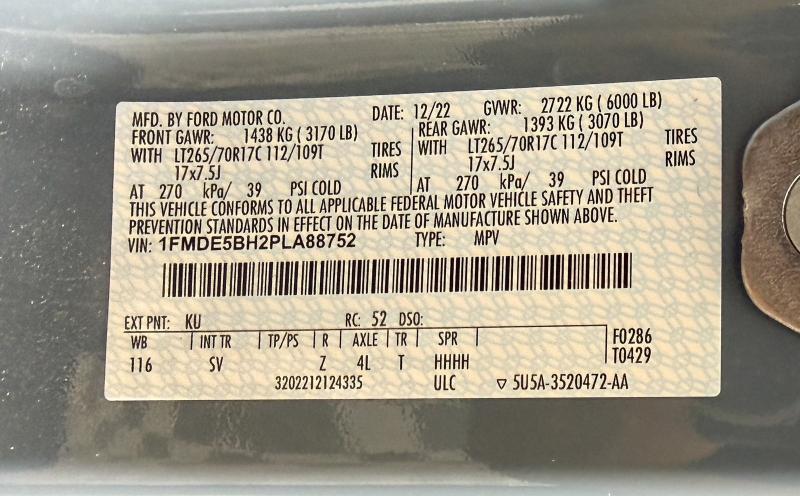 MFD. BY FORD MOTOR CO. DATE: 12/22 GVWR: 2722 KG ( 6000 LB)
FRONT GAWR: 1438 KG ( 3170 LB) REAR GAWR: 1393 KG ( 3070 LB)
WITH LT265/70R17C 112/109T TIRES WITH LT265/70R17C 112/109T TIRES
17x7.5J RIMS 17x7.5J RIMS
AT 270 kPa/ 39 PSI COLD AT 270 kPa/ 39 PSI COLD
THIS VEHICLE CONFORMS TO ALL APPLICABLE FEDERAL MOTOR VEHICLE SAFETY AND THEFT
PREVENTION STANDARDS IN EFFECT ON THE DATE OF MANUFACTURE SHOWN ABOVE.
VIN: 1FMDE5BH2PLA88752 TYPE: MPV
EXT PNT: KU RC: 52 DSO:
WB INT TR TP/PS R AXLE TR SPR F0286
116 SV Z 4L T HHHH T0429
3202212124335 ULC ▽ 5U5A-3520472-AA